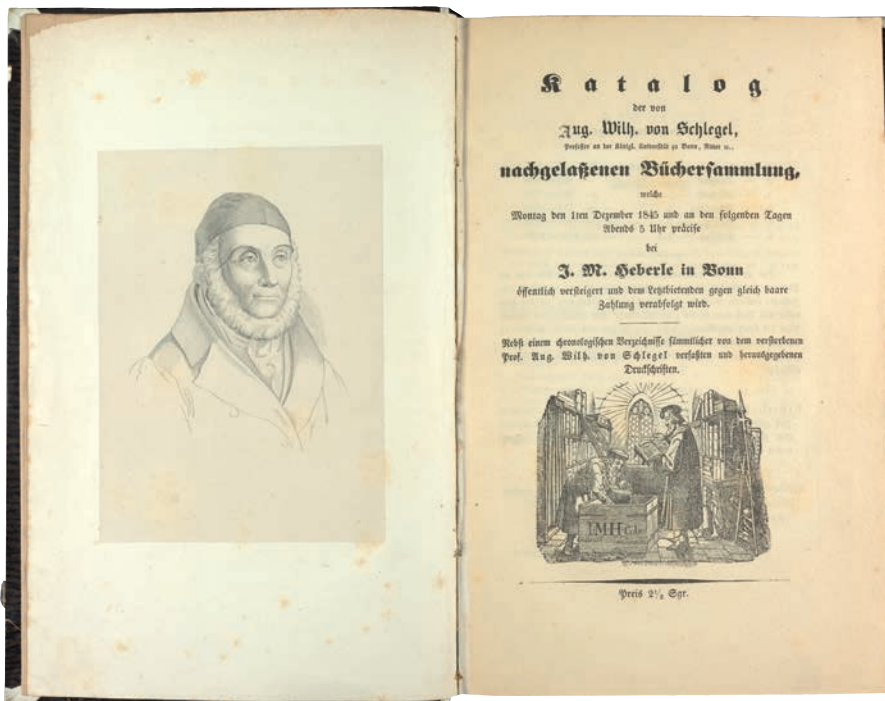 Katalog
der von
Aug. Wilh. von Schlegel,
Professor an der Königl. Universität zu Bonn, Ritter ꝛc.,
nachgelaßenen Büchersammlung,
welche
Montag den 1ten Dezember 1845 und an den folgenden Tagen
Abends 5 Uhr präcise
bei
J. M. Heberle in Bonn
öffentlich versteigert und dem Letztbietenden gegen gleich baare
Zahlung verabfolgt wird.
Nebst einem chronologischen Verzeichnisse sämmtlicher von dem verstorbenen
Prof. Aug. Wilh. von Schlegel verfaßten und herausgegebenen
Druckschriften.
IMH
Preis 2½ Sgr.